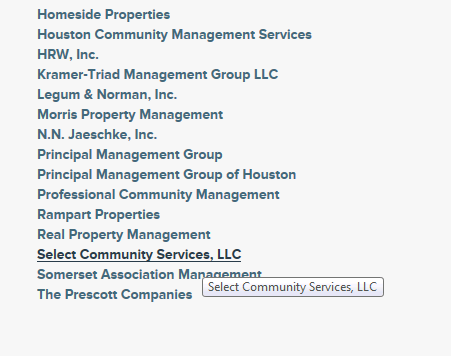 Homeside Properties
Houston Community Management Services
HRW, Inc.
Kramer-Triad Management Group LLC
Legum & Norman, Inc.
Morris Property Management
N.N. Jaeschke, Inc.
Principal Management Group
Principal Management Group of Houston
Professional Community Management
Rampart Properties
Real Property Management
Select Community Services, LLC
Somerset Association Management
The Prescott Companies
Select Community Services, LLC